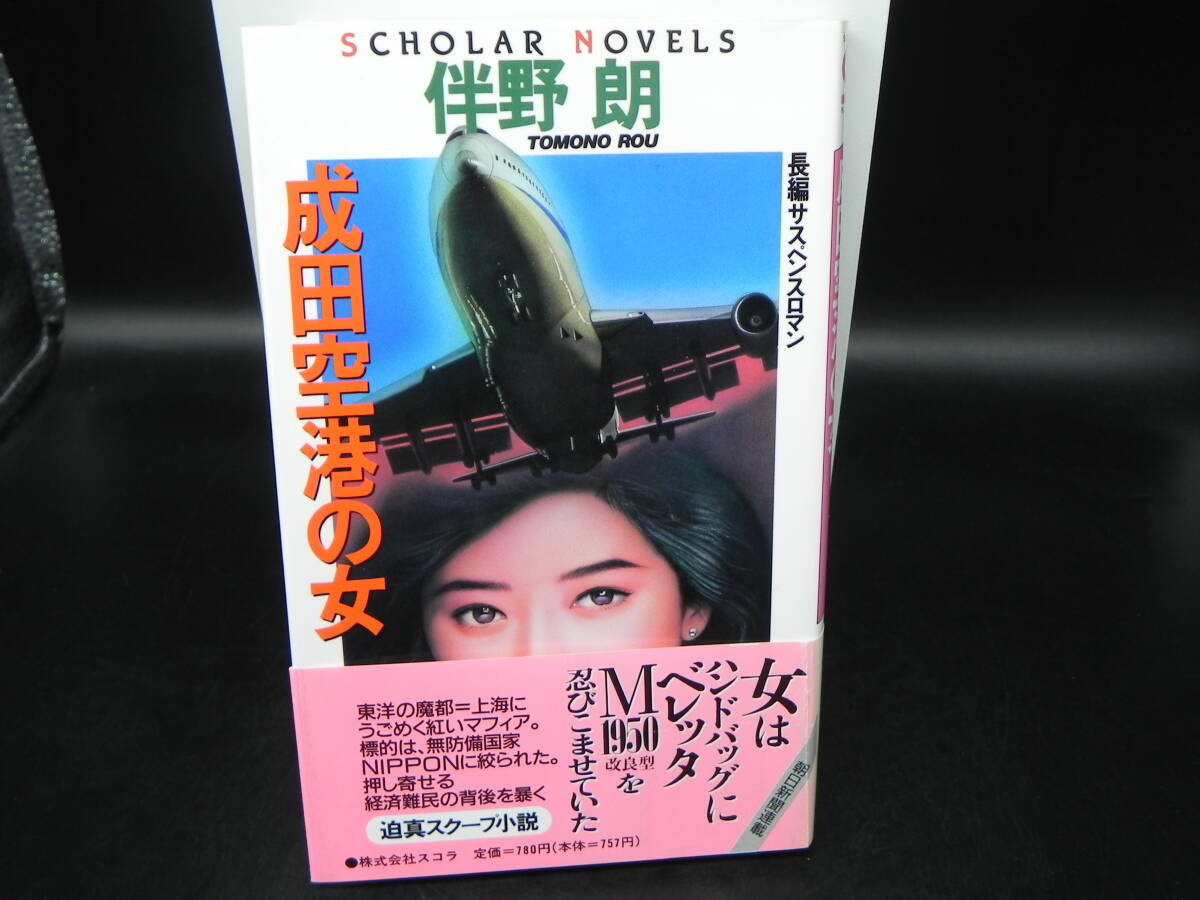 SCHOLAR NOVELS
伴野 朗
TOMONO ROU
長編サスペンスロマン
成田空港の女
女は
ハンドバッグに
ベレッタ
M1950改良型を
忍びこませていた
朝日新聞連載
東洋の魔都=上海に
うごめく紅いマフィア。
標的は、無防備国家
NIPPONに絞られた。
押し寄せる
経済難民の背後を暴く
迫真スクープ小説
●株式会社スコラ 定価=780円(本体=757円)